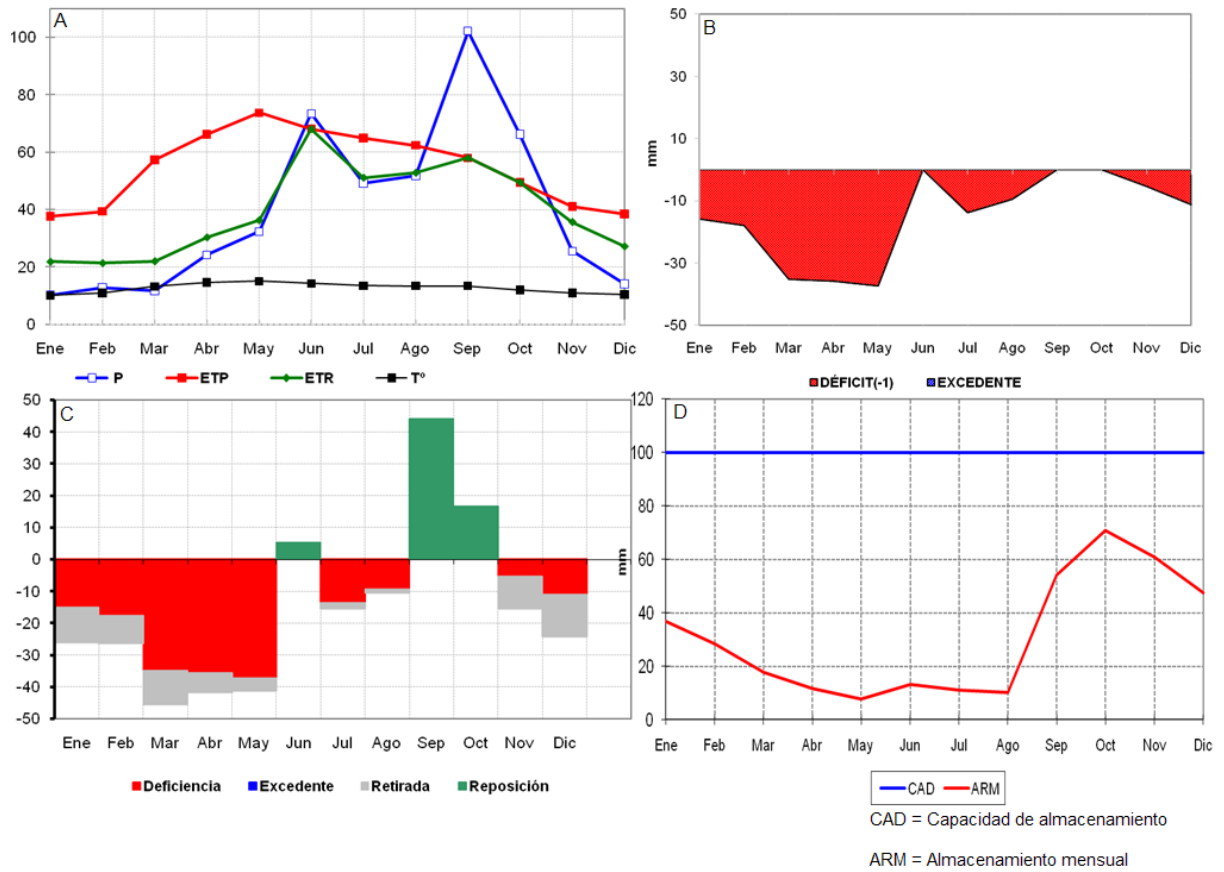 A
100
80
60
40
20
0
Ene Feb Mar Abr May Jun Jul Ago Sep Oct Nov Dic
P ETP ETR Tº
B
50
30
10
-10
-30
-50
mm
Ene Feb Mar Abr May Jun Jul Ago Sep Oct Nov Dic
DÉFICIT(-1) EXCEDENTE
C
50
40
30
20
10
0
-10
-20
-30
-40
-50
Ene Feb Mar Abr May Jun Jul Ago Sep Oct Nov Dic
Deficiencia Excedente Retirada Reposición
D
120
100
80
60
40
20
0
mm
Ene Feb Mar Abr May Jun Jul Ago Sep Oct Nov Dic
CAD ARM
CAD = Capacidad de almacenamiento
ARM = Almacenamiento mensual